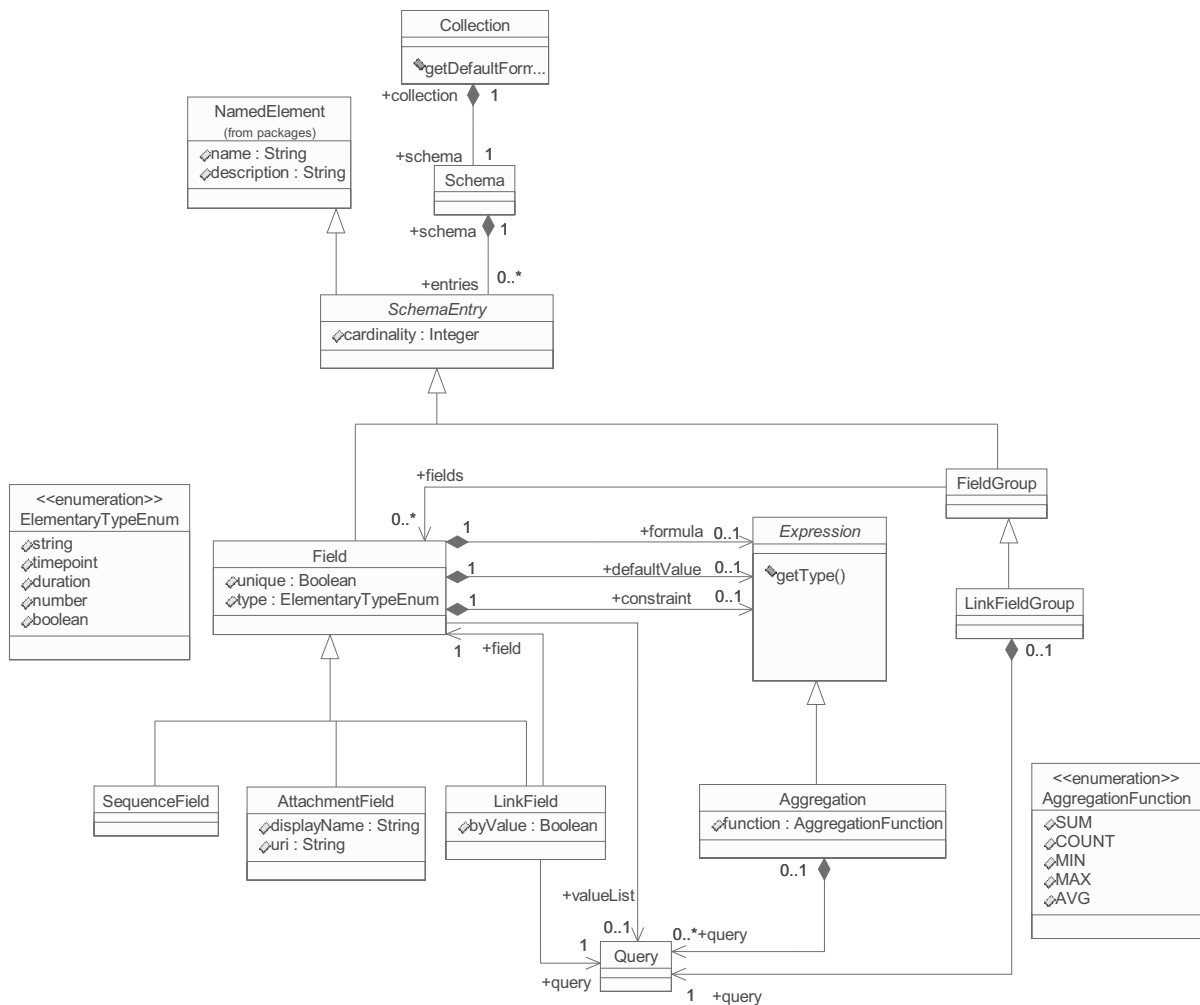 Collection
getDefaultForm...
+collection
1
NamedElement
(from packages)
name : String
description : String
+schema
1
Schema
+schema
1
+entries
0..*
SchemaEntry
cardinality : Integer
<<enumeration>>
ElementaryTypeEnum
string
timepoint
duration
number
boolean
+fields
0..*
FieldGroup
Field
unique : Boolean
type : ElementaryTypeEnum
1
+formula
0..1
1
+defaultValue
0..1
1
+constraint
0..1
Expression
getType()
LinkFieldGroup
0..1
1
+field
SequenceField
AttachmentField
displayName : String
uri : String
LinkField
byValue : Boolean
Aggregation
function : AggregationFunction
0..1
<<enumeration>>
AggregationFunction
SUM
COUNT
MIN
MAX
AVG
+valueList
0..1
1
+query
Query
0..*
+query
1
+query